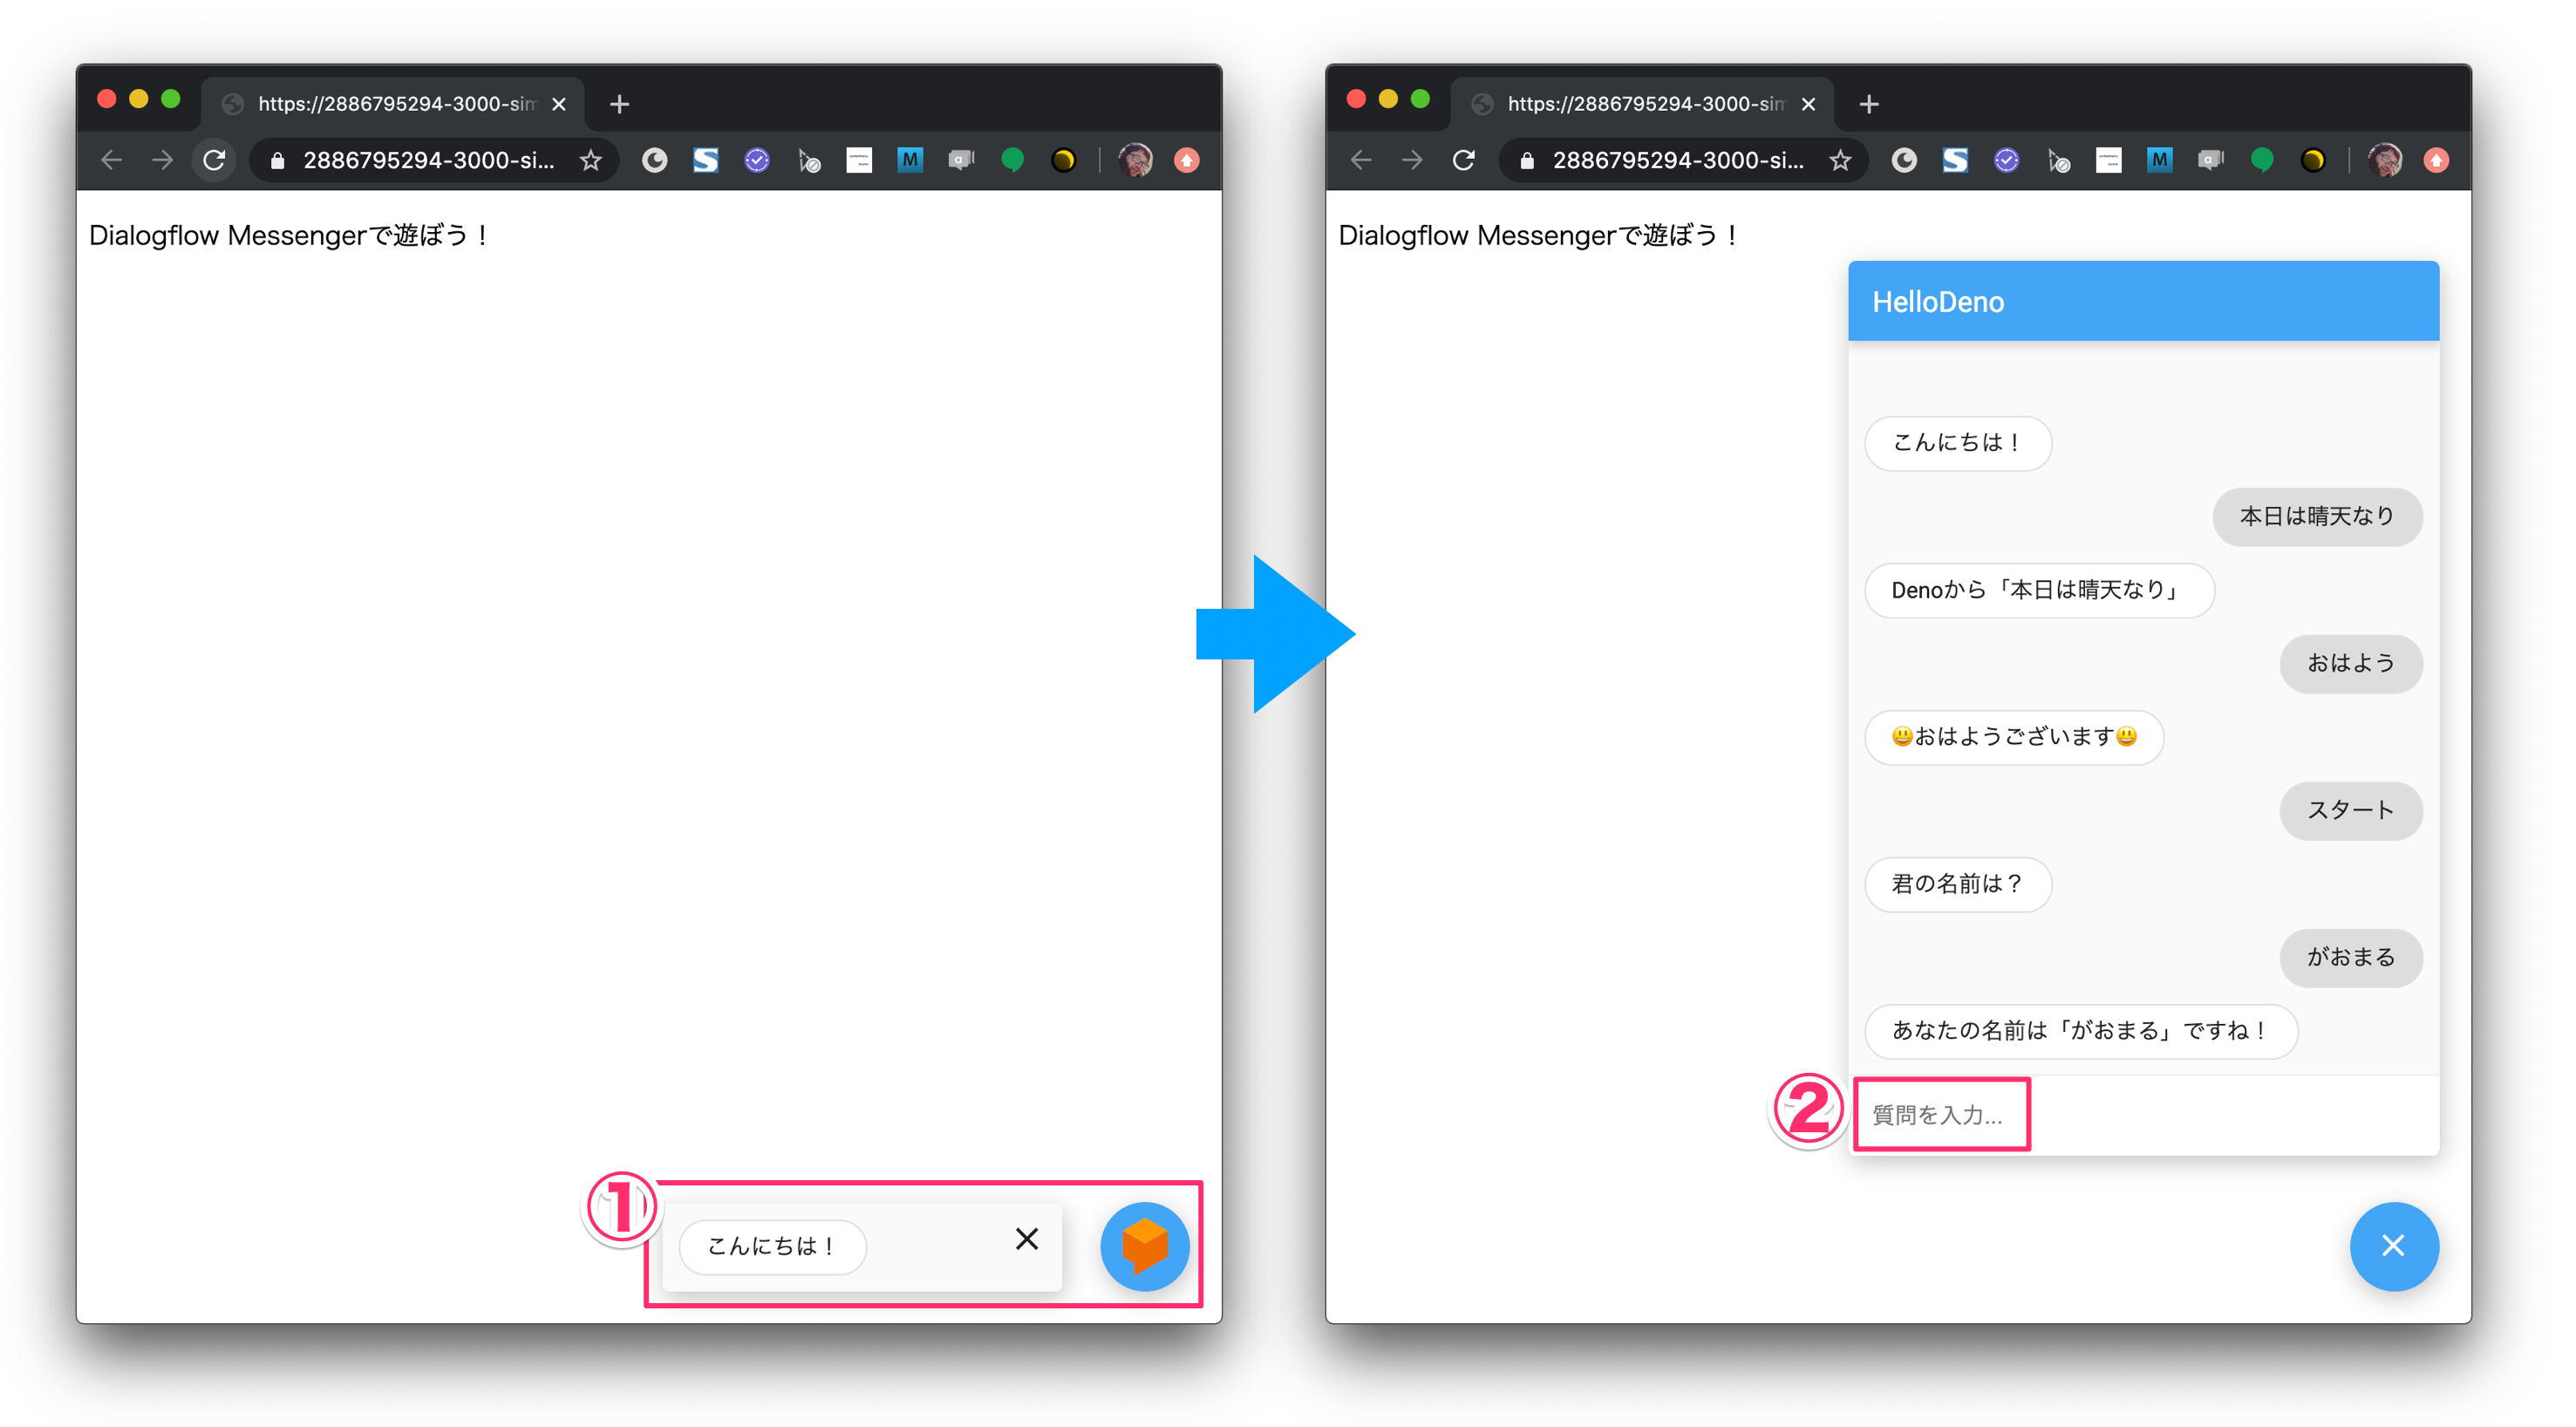 https://2886795294-3000-sim
2886795294-3000-si...
Dialogflow Messengerで遊ぼう！
①
こんにちは！
https://2886795294-3000-sim
2886795294-3000-si...
Dialogflow Messengerで遊ぼう！
HelloDeno
こんにちは！
本日は晴天なり
Denoから「本日は晴天なり」
おはよう
😃おはようございます😃
スタート
君の名前は？
がおまる
あなたの名前は「がおまる」ですね！
②
質問を入力...